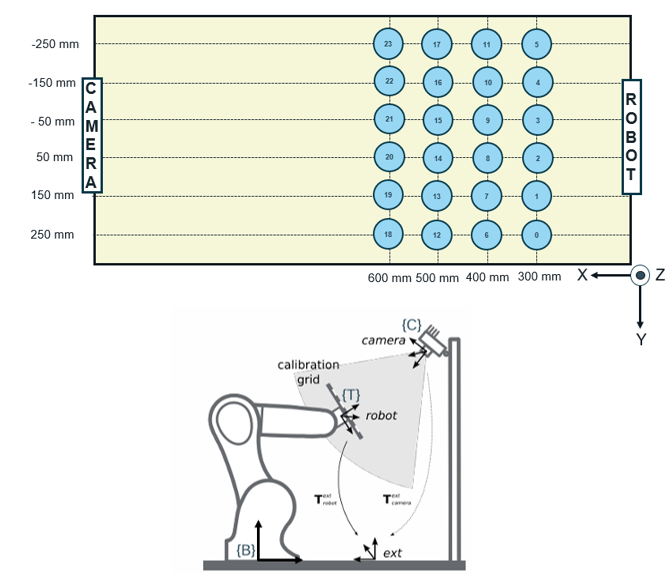 -250 mm 23 17 11 5
-150 mm 22 16 10 4
- 50 mm 21 15 9 3
50 mm 20 14 8 2
150 mm 19 13 7 1
250 mm 18 12 6 0
CAMERA
ROBOT
600 mm 500 mm 400 mm 300 mm X Z
Y
{C}
camera
calibration
grid
{T}
robot
T ext robot
T ext camera
{B}
ext